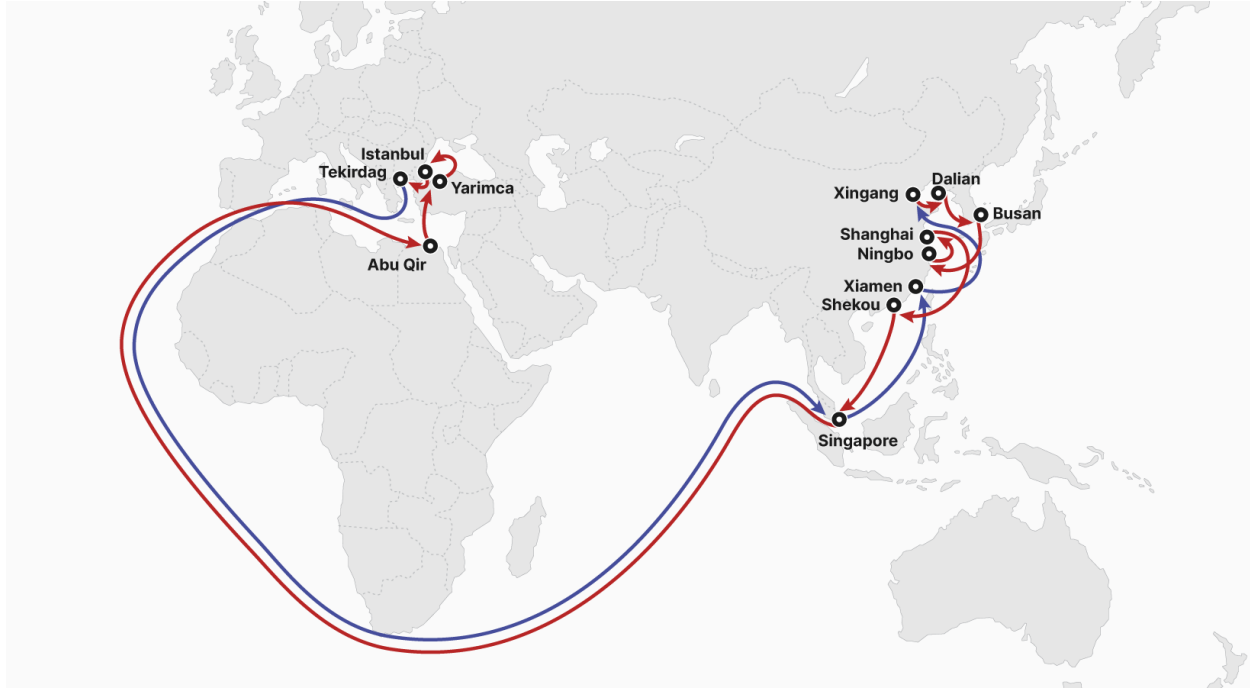 Istanbul
Tekirdag
Yarimca
Abu Qir
Xingang
Dalian
Busan
Shanghai
Ningbo
Xiamen
Shekou
Singapore